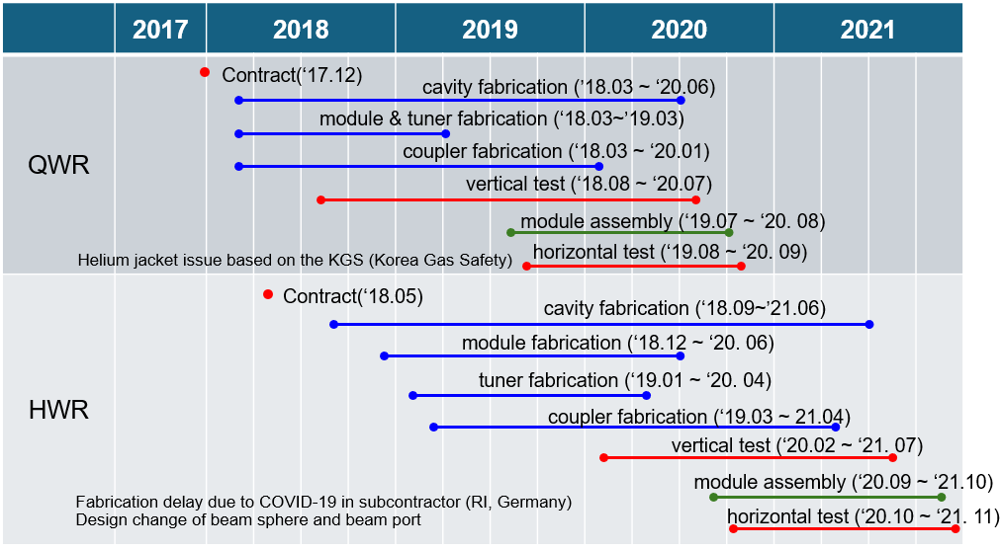 2017 2018 2019 2020 2021
Contract(‘17.12)
cavity fabrication (’18.03 ~ ‘20.06)
module & tuner fabrication (‘18.03~’19.03)
coupler fabrication (‘18.03 ~ ‘20.01)
QWR
vertical test (‘18.08 ~ ‘20.07)
module assembly (‘19.07 ~ ‘20. 08)
horizontal test (‘19.08 ~ ‘20. 09)
Helium jacket issue based on the KGS (Korea Gas Safety)
Contract(‘18.05)
cavity fabrication (‘18.09~’21.06)
module fabrication (‘18.12 ~ ‘20. 06)
tuner fabrication (‘19.01 ~ ‘20. 04)
HWR
coupler fabrication (‘19.03 ~ 21.04)
vertical test (‘20.02 ~ ‘21. 07)
module assembly (‘20.09 ~ ‘21.10)
Fabrication delay due to COVID-19 in subcontractor (RI, Germany)
Design change of beam sphere and beam port
horizontal test (‘20.10 ~ ‘21. 11)